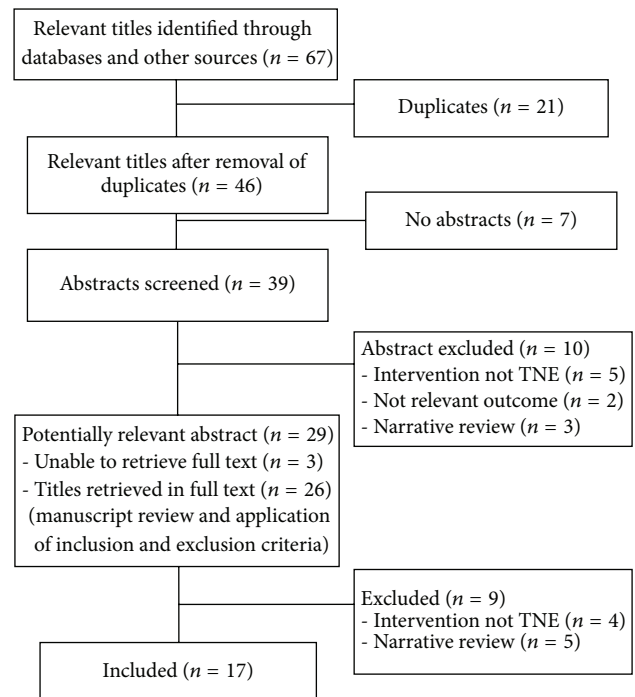 Relevant titles identified through
databases and other sources (n = 67)
Duplicates (n = 21)
Relevant titles after removal of
duplicates (n = 46)
No abstracts (n = 7)
Abstracts screened (n = 39)
Abstract excluded (n = 10)
- Intervention not TNE (n = 5)
- Not relevant outcome (n = 2)
- Narrative review (n = 3)
Potentially relevant abstract (n = 29)
- Unable to retrieve full text (n = 3)
- Titles retrieved in full text (n = 26)
(manuscript review and application
of inclusion and exclusion criteria)
Excluded (n = 9)
- Intervention not TNE (n = 4)
- Narrative review (n = 5)
Included (n = 17)